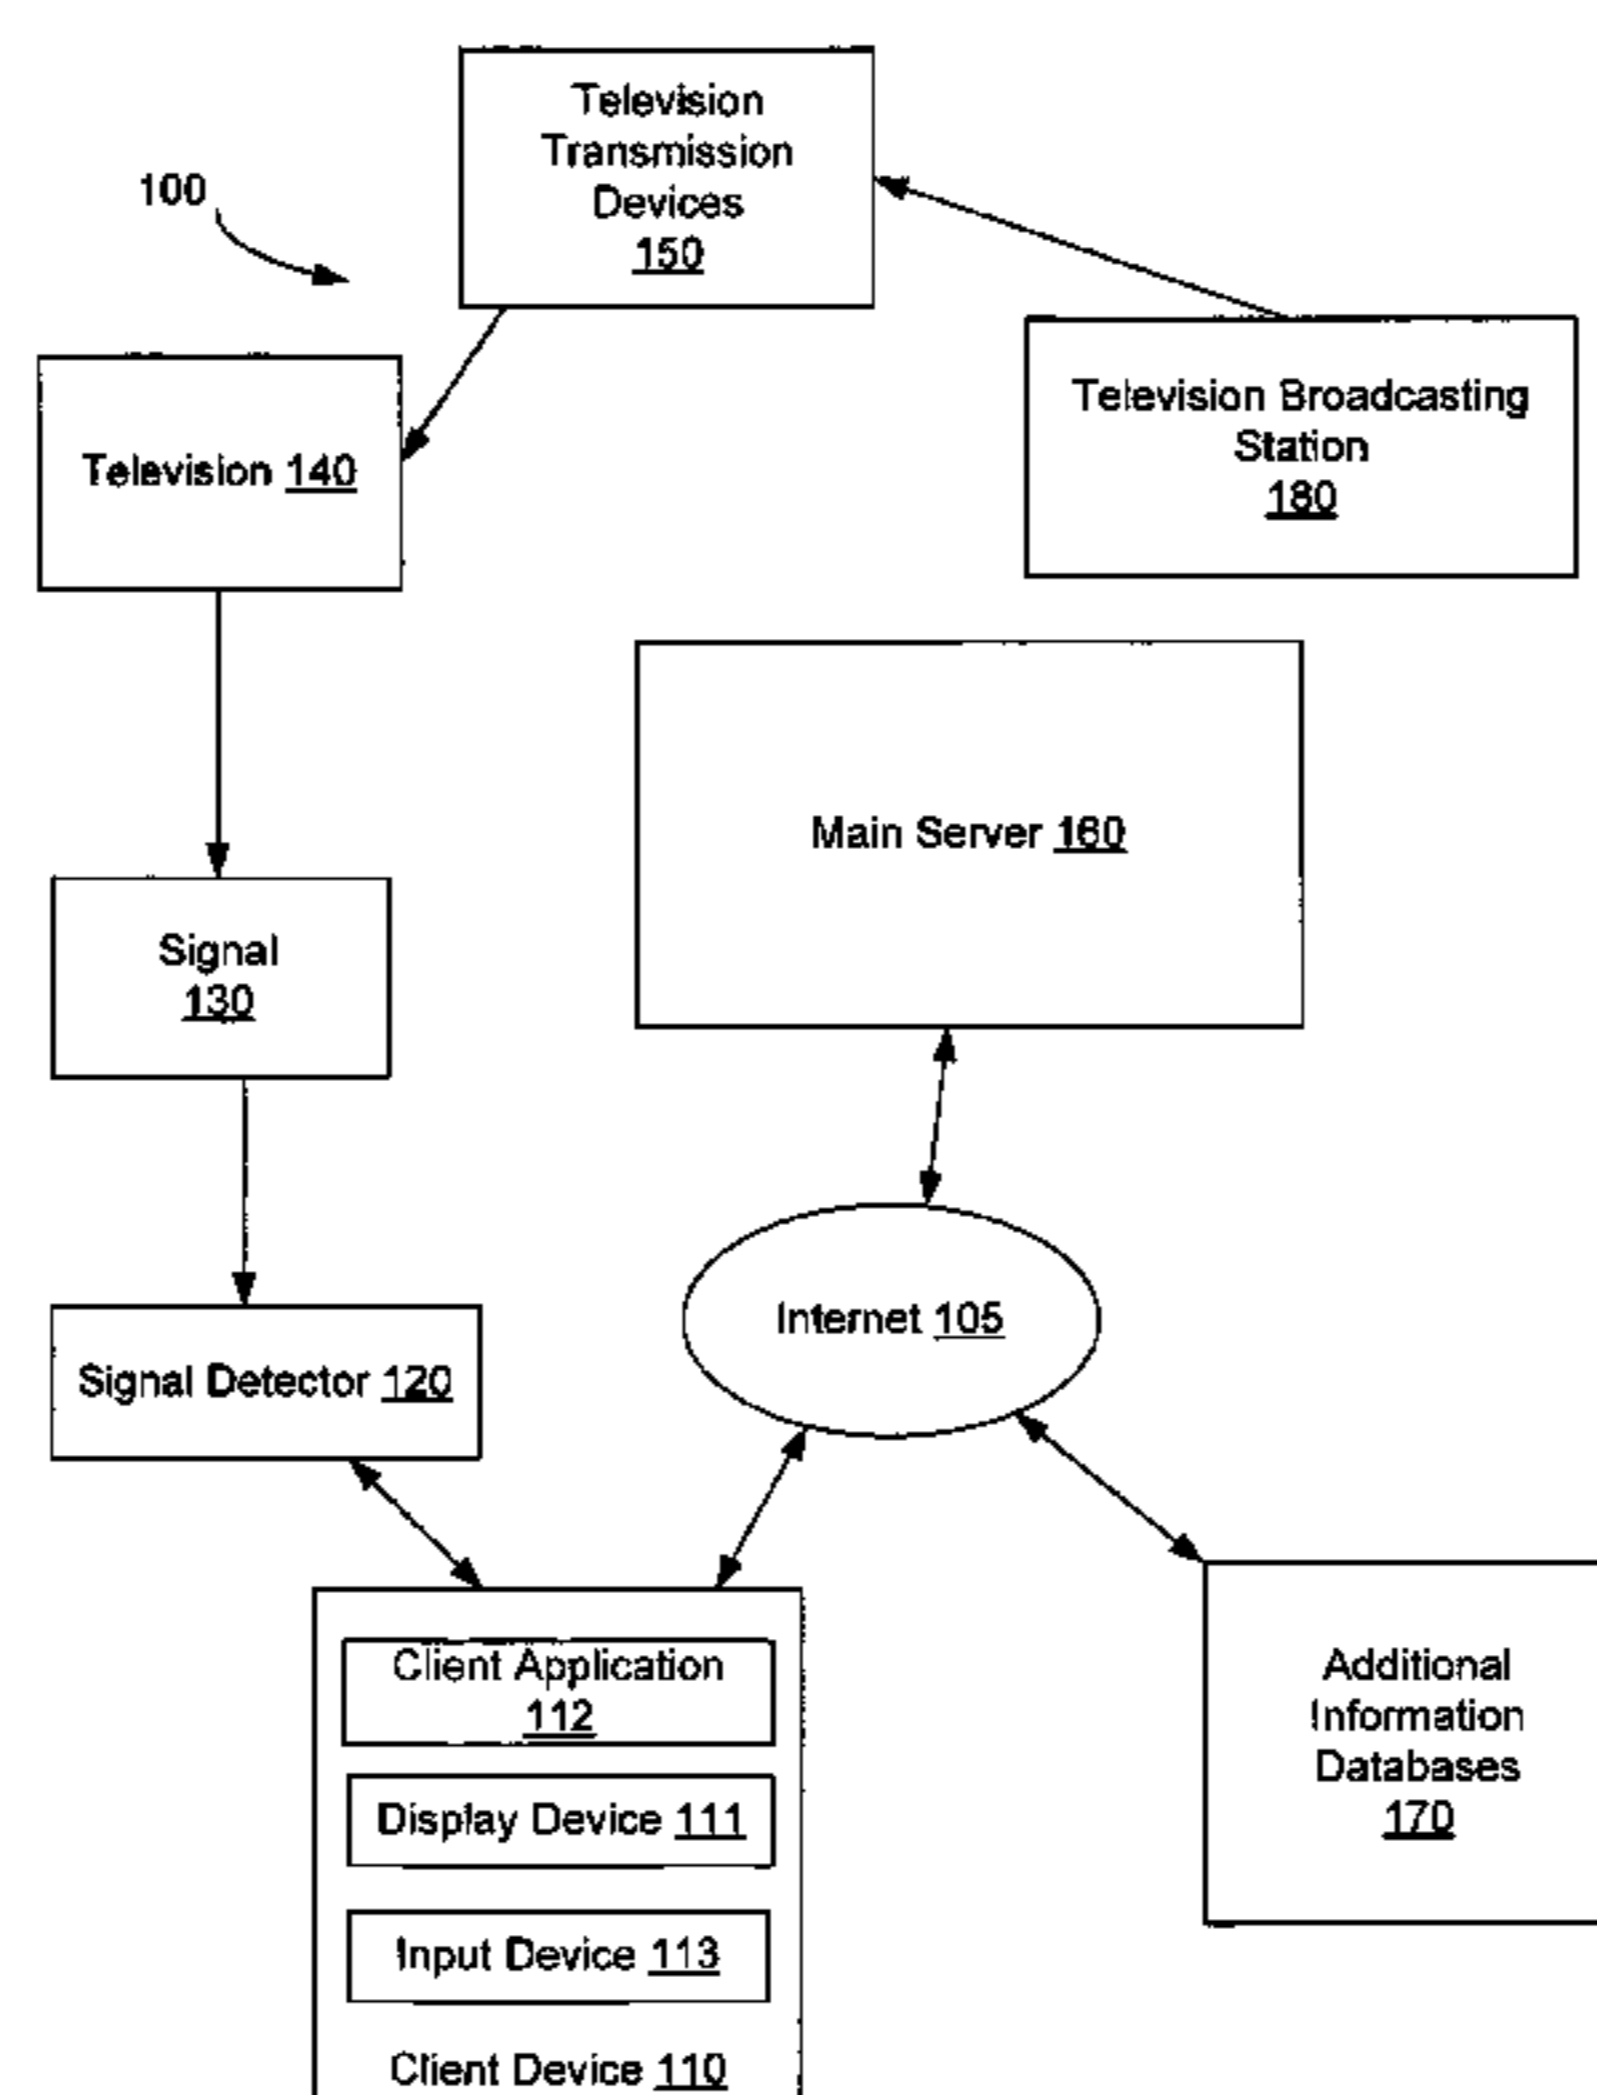 Television
Transmission
Devices
150
100
Television Broadcasting
Station
180
Television 140
Main Server 160
Signal
130
Internet 105
Signal Detector 120
Client Application
112
Display Device 111
Input Device 113
Client Device 110
Additional
Information
Databases
170